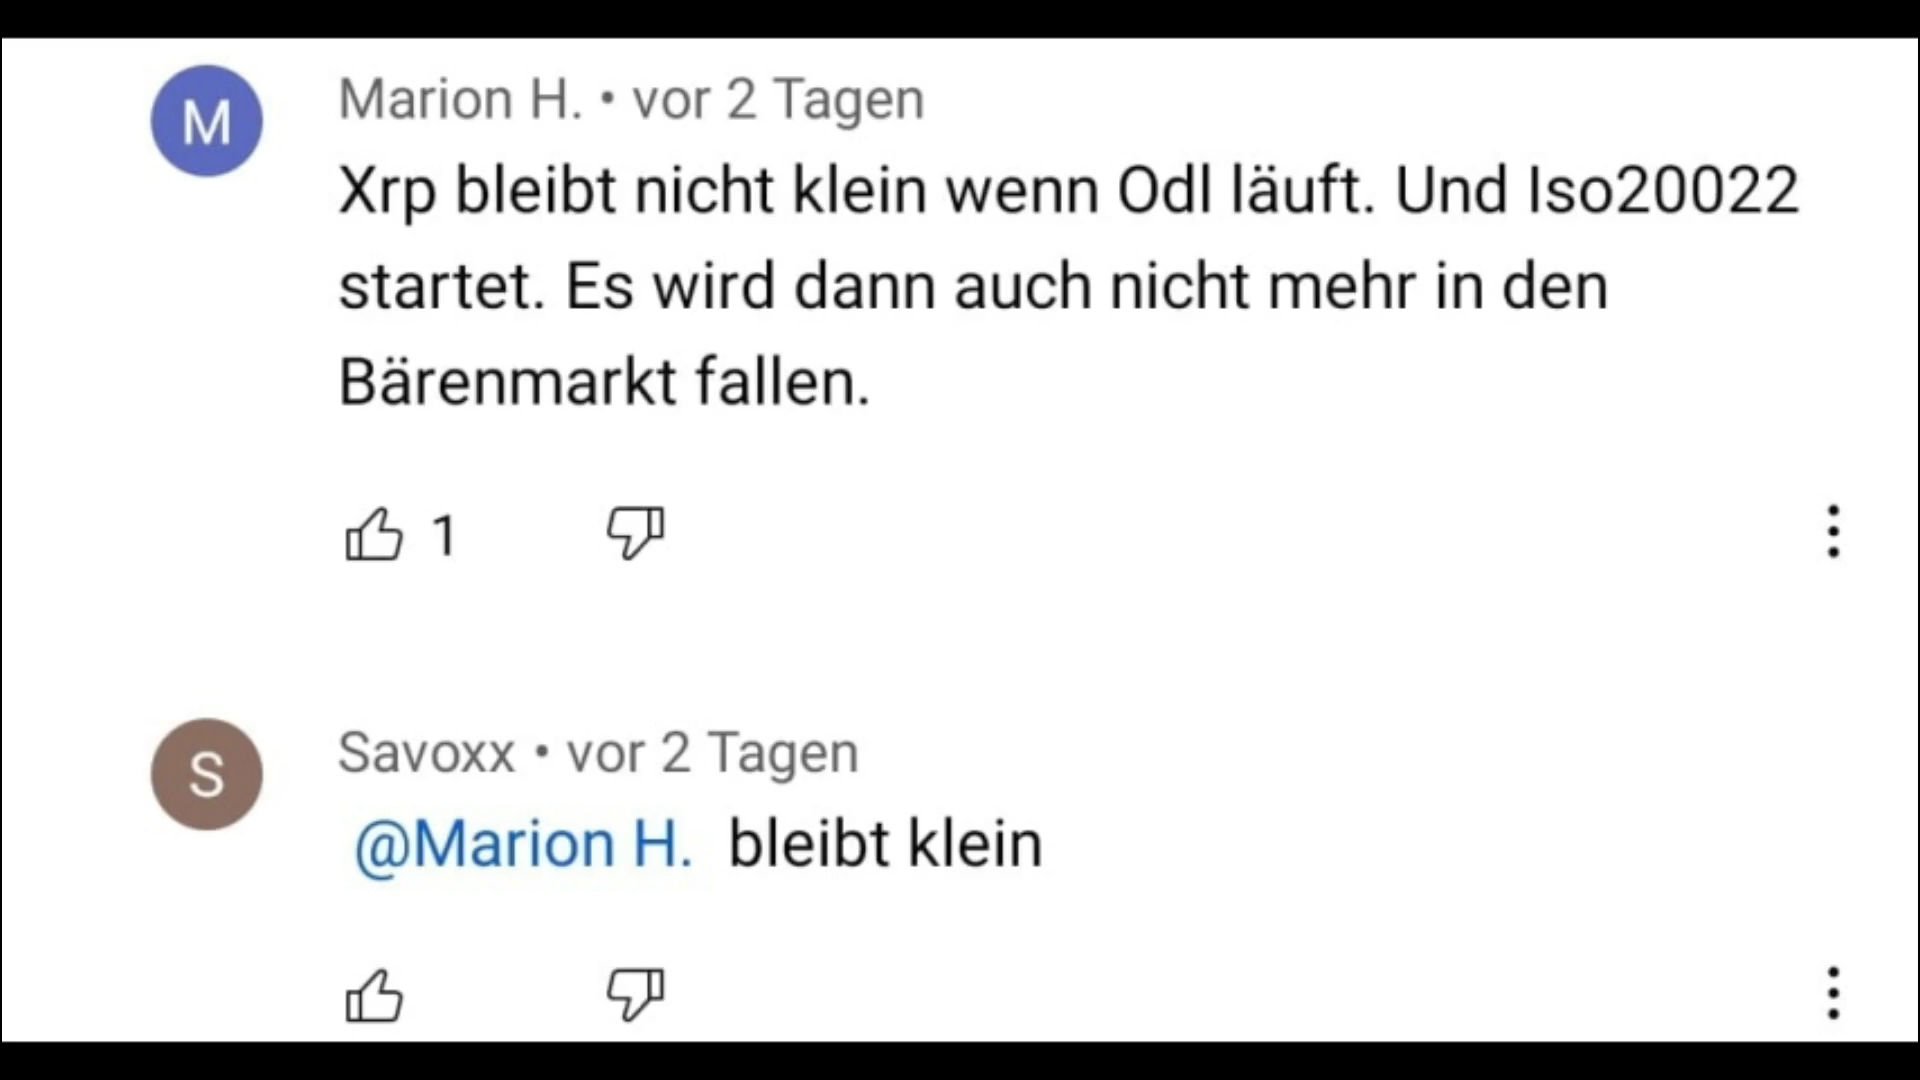 M
Marion H. • vor 2 Tagen
Xrp bleibt nicht klein wenn Odl läuft. Und Iso20022
startet. Es wird dann auch nicht mehr in den
Bärenmarkt fallen.
1
S
Savoxx • vor 2 Tagen
@Marion H. bleibt klein